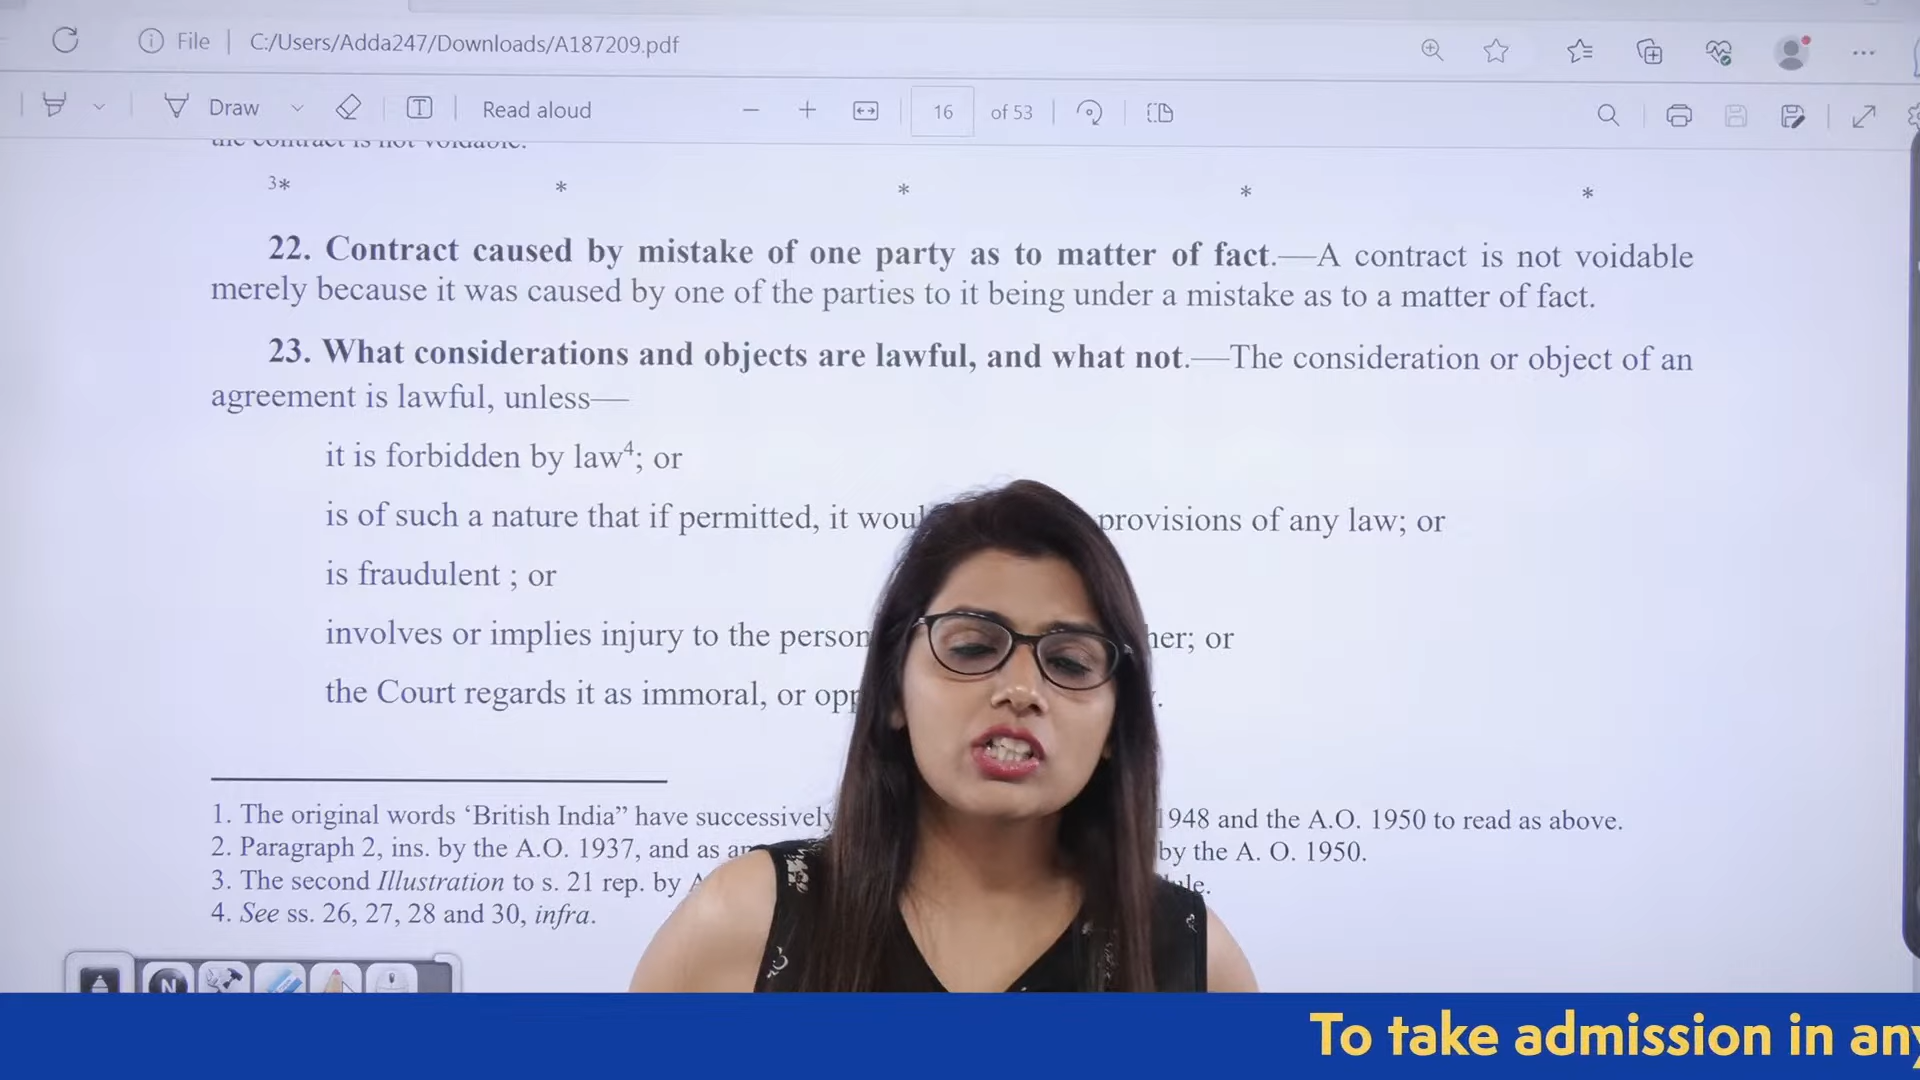 File | C:/Users/Adda247/Downloads/A187209.pdf
Draw Read aloud 16 of 53
the contract is not voidable.
3* * * * *
22. Contract caused by mistake of one party as to matter of fact.—A contract is not voidable
merely because it was caused by one of the parties to it being under a mistake as to a matter of fact.
23. What considerations and objects are lawful, and what not.—The consideration or object of an
agreement is lawful, unless—
it is forbidden by law4; or
is of such a nature that if permitted, it provisions of any law; or
is fraudulent ; or
involves or implies injury to the person or
the Court regards it as immoral, or
1. The original words ‘British India” have successively 1948 and the A.O. 1950 to read as above.
2. Paragraph 2, ins. by the A.O. 1937, and as by the A. O. 1950.
3. The second Illustration to s. 21 rep. by
4. See ss. 26, 27, 28 and 30, infra.
N
To take admission in